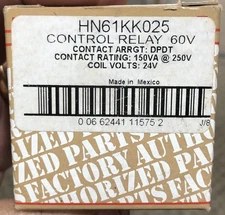 HN61KK025
CONTROL RELAY 60V
CONTACT ARRGT: DPDT
CONTACT RATING: 150VA @ 250V
COIL VOLTS: 24V
Made in Mexico
0 06 62441 11575 2
J/8